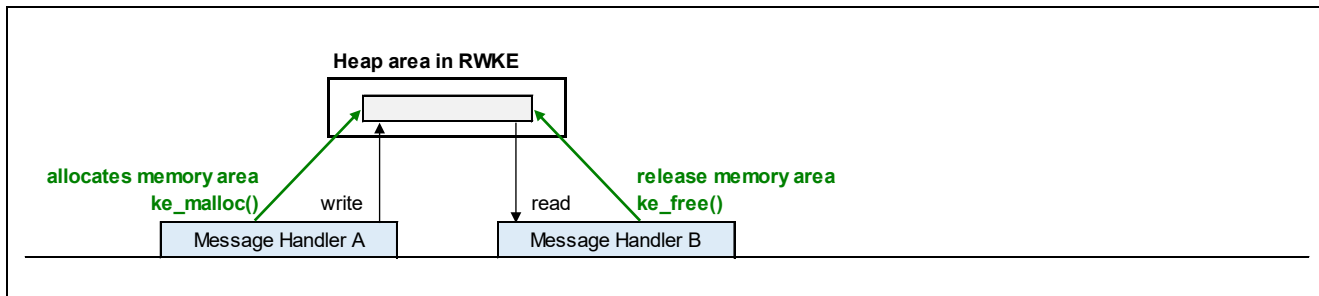 Heap area in RWKE
allocates memory area
ke_malloc()
write
read
release memory area
ke_free()
Message Handler A
Message Handler B